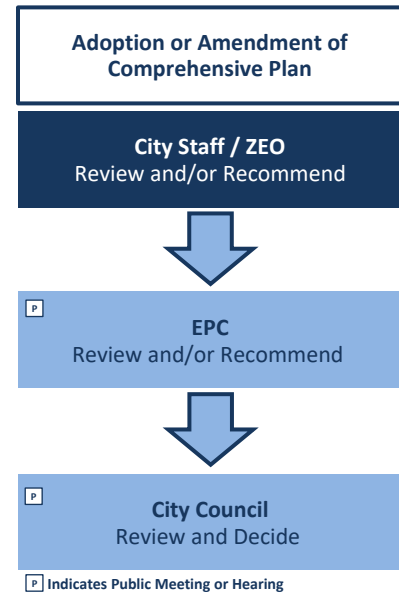 Adoption or Amendment of
Comprehensive Plan
City Staff / ZEO
Review and/or Recommend
P
EPC
Review and/or Recommend
P
City Council
Review and Decide
P Indicates Public Meeting or Hearing